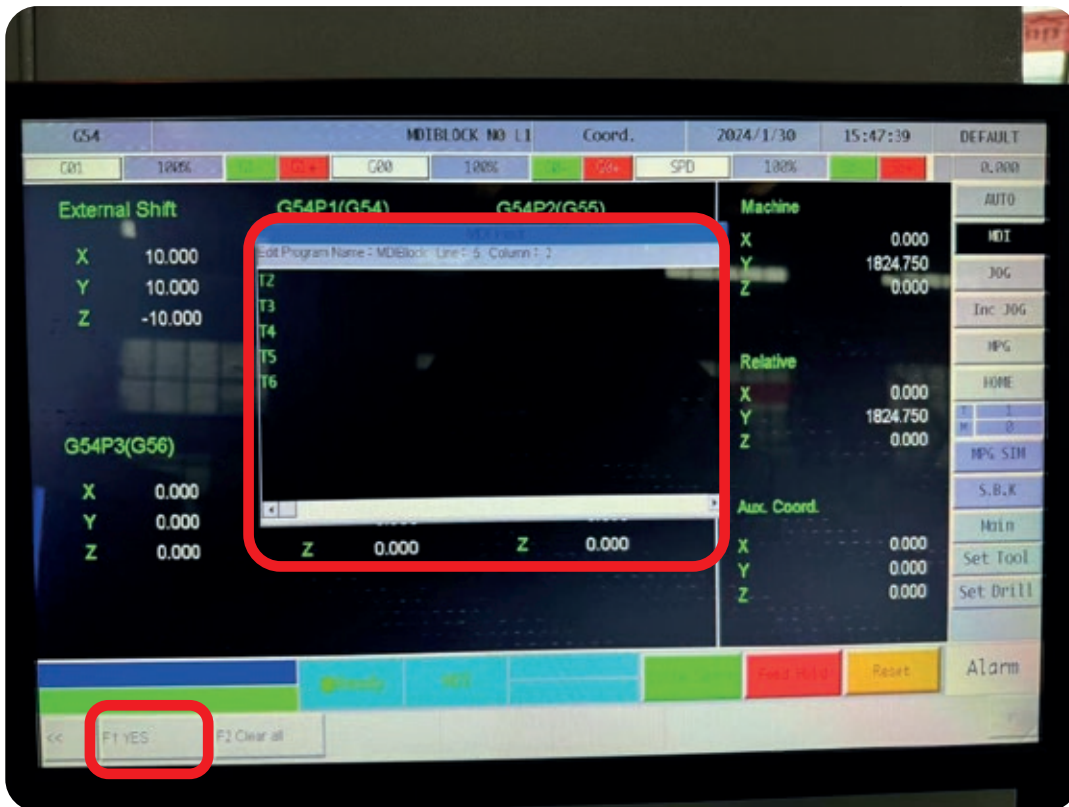 G54 MDIBLOCK NO L1 Coord. 2024/1/30 15:47:39 DEFAULT
G01 100% G1+ G00 100% G0+ SPD 100% 0.000
External Shift G54P1(G54) G54P2(G55) Machine AUTO
X 10.000
Y 10.000
Z -10.000
Edit Program Name : MDIBlock Line : 6 Column : 2
T2
T3
T4
T5
T6
X 0.000
Y 1824.750
Z 0.000
MDI
JOG
Inc JOG
MPG
HOME
T 1
M 0
MPG SIM
S.B.K
Main
Set Tool
Set Drill
Relative
X 0.000
Y 1824.750
Z 0.000
G54P3(G56)
X 0.000
Y 0.000
Z 0.000
Z 0.000
Z 0.000
Aux. Coord.
X 0.000
Y 0.000
Z 0.000
Feed Hold Reset Alarm
<< F1 YES F2 Clear all